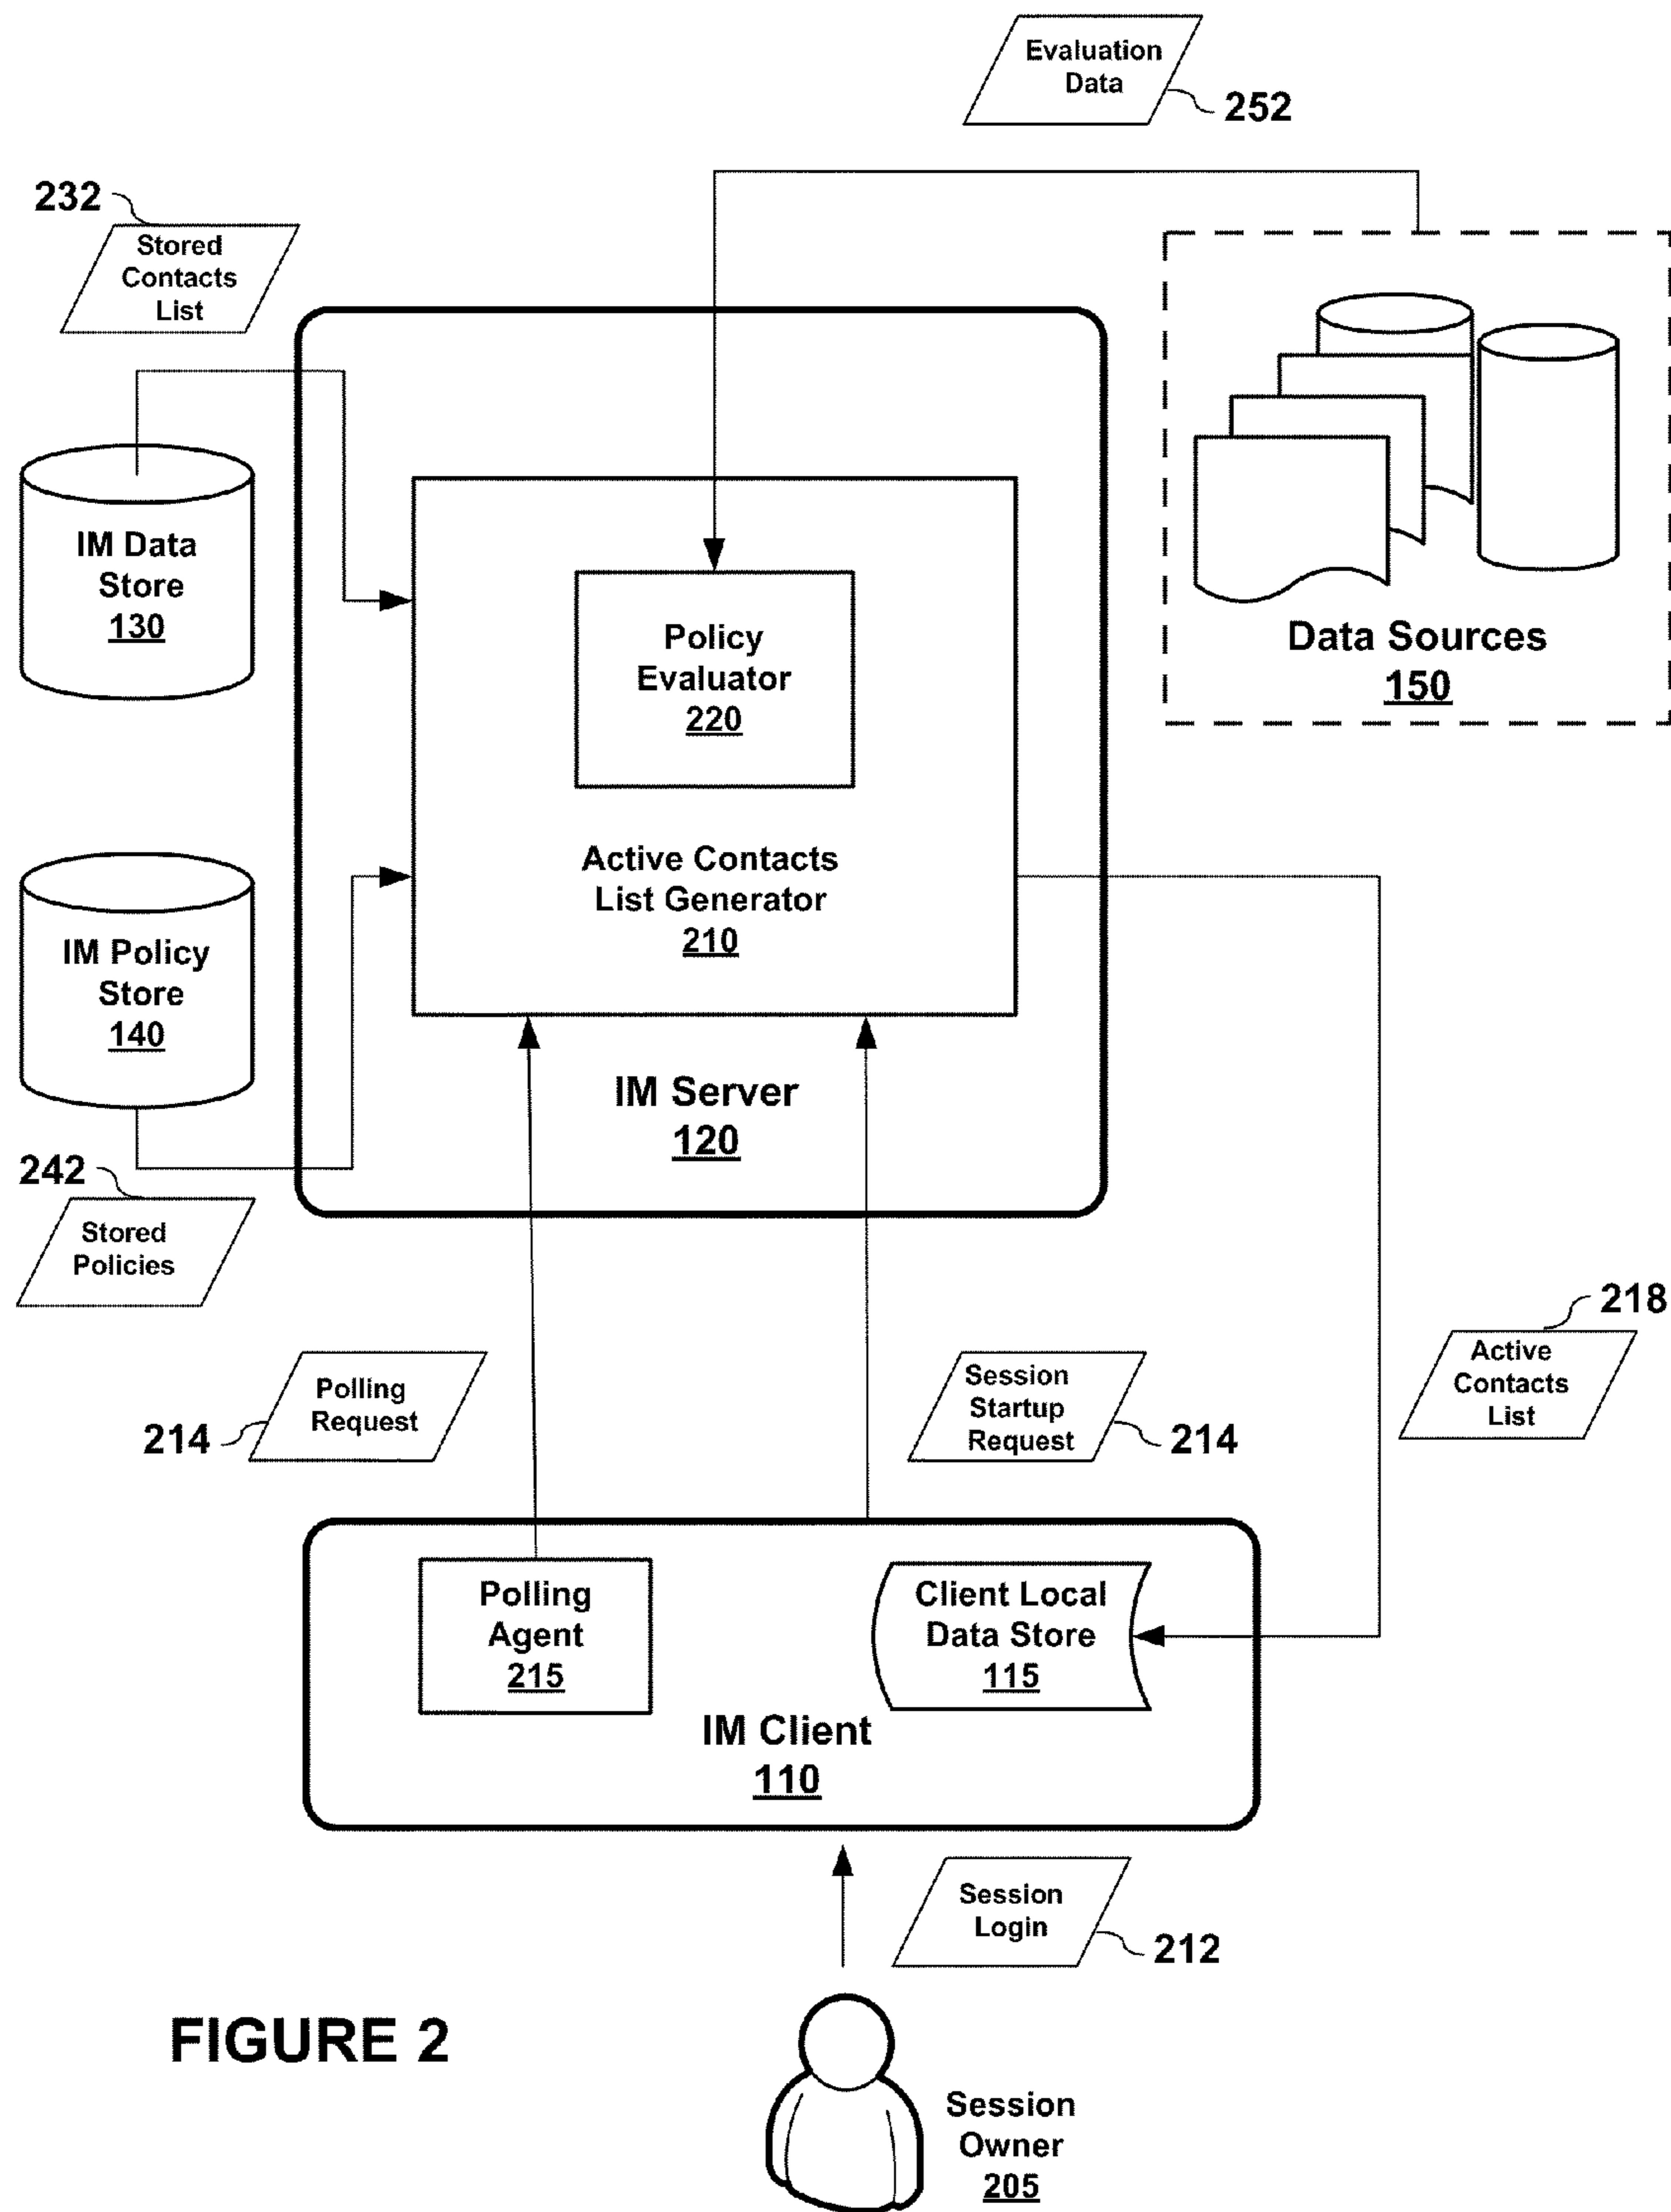 Evaluation
Data
252
232
Stored
Contacts
List
IM Data
Store
130
Policy
Evaluator
220
Data Sources
150
Active Contacts
List Generator
210
IM Policy
Store
140
IM Server
120
242
Stored
Policies
218
Active
Contacts
List
Polling
Request
214
Session
Startup
Request
214
Polling
Agent
215
Client Local
Data Store
115
IM Client
110
Session
Login
212
FIGURE 2
Session
Owner
205